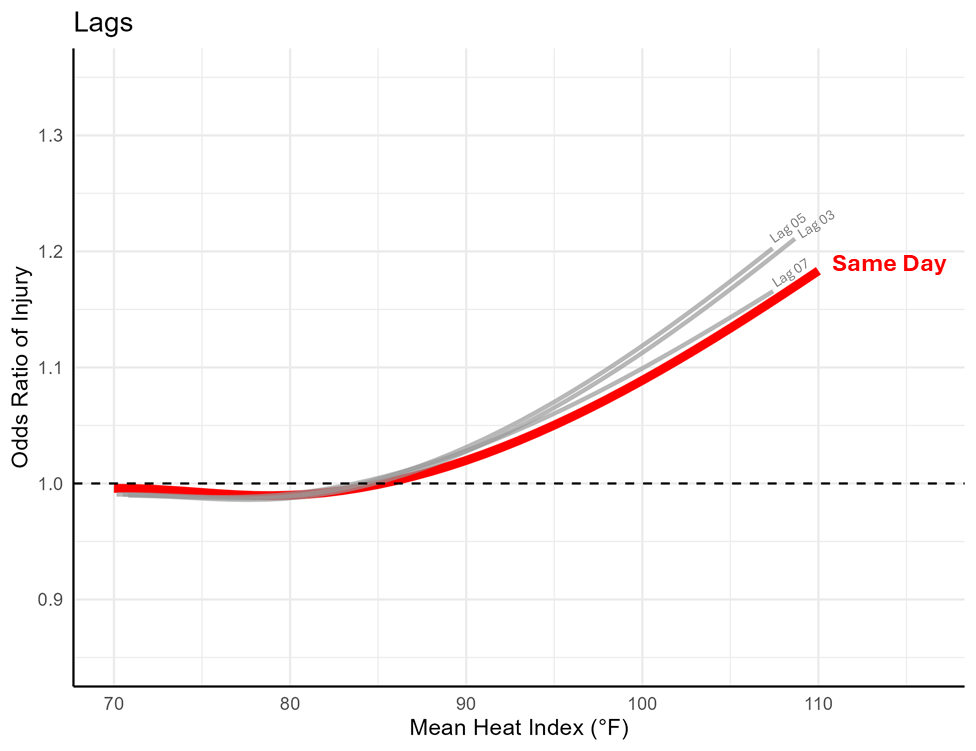 Lags
Odds Ratio of Injury
1.3
1.2
1.1
1.0
0.9
Lag 05
Lag 03
Lag 07
Same Day
70 80 90 100 110
Mean Heat Index (°F)